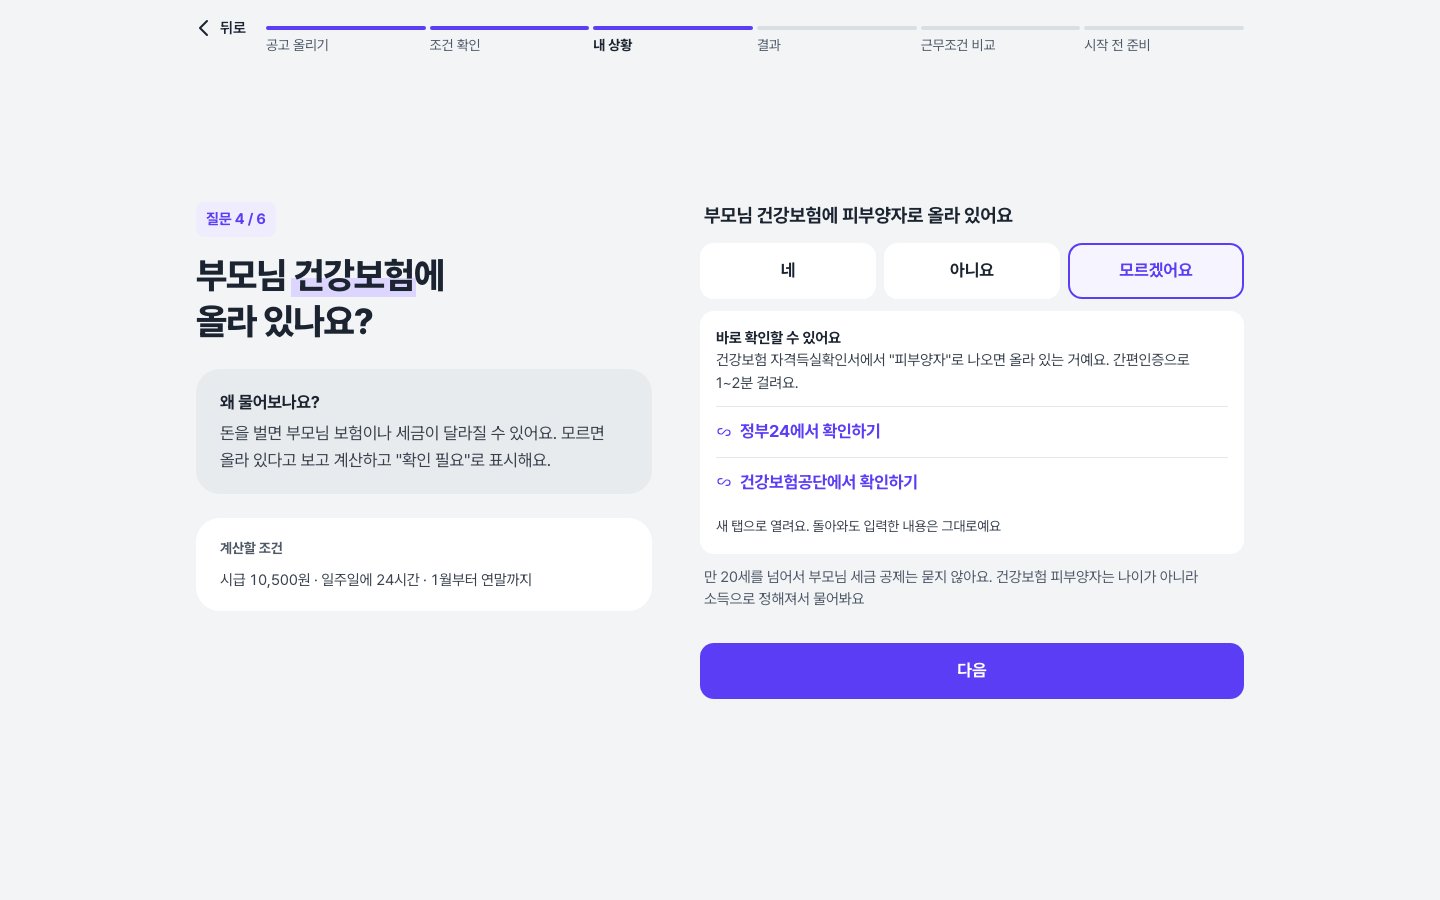 뒤로
공고 올리기
조건 확인
내 상황
결과
근무조건 비교
시작 전 준비
질문 4 / 6
부모님 건강보험에
올라 있나요?
왜 물어보나요?
돈을 벌면 부모님 보험이나 세금이 달라질 수 있어요. 모르면
올라 있다고 보고 계산하고 "확인 필요"로 표시해요.
계산할 조건
시급 10,500원 · 일주일에 24시간 · 1월부터 연말까지
부모님 건강보험에 피부양자로 올라 있어요
네
아니요
모르겠어요
바로 확인할 수 있어요
건강보험 자격득실확인서에서 "피부양자"로 나오면 올라 있는 거예요. 간편인증으로
1~2분 걸려요.
정부24에서 확인하기
건강보험공단에서 확인하기
새 탭으로 열려요. 돌아와도 입력한 내용은 그대로예요
만 20세를 넘어서 부모님 세금 공제는 묻지 않아요. 건강보험 피부양자는 나이가 아니라
소득으로 정해져서 물어봐요
다음